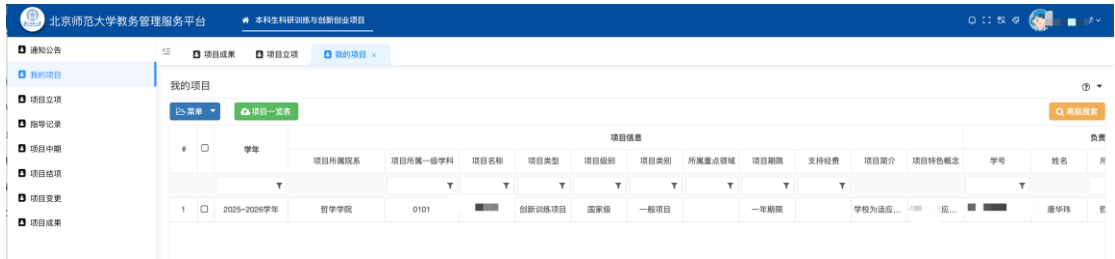 北京师范大学教务管理服务平台
本科生科研训练与创新创业项目
通知公告
我的项目
项目立项
指导记录
项目中期
项目结项
项目变更
项目成果
项目成果 项目立项 我的项目 ×
我的项目
菜单 项目一览表 高级搜索
# 学年 项目信息 负责
项目所属院系 项目所属一级学科 项目名称 项目类型 项目级别 项目类别 所属重点领域 项目期限 支持经费 项目简介 项目特色概念 学号 姓名
1 2025-2026学年 哲学学院 0101 创新训练项目 国家级 一般项目 一年期限 学校为适应... 应... 唐华玮